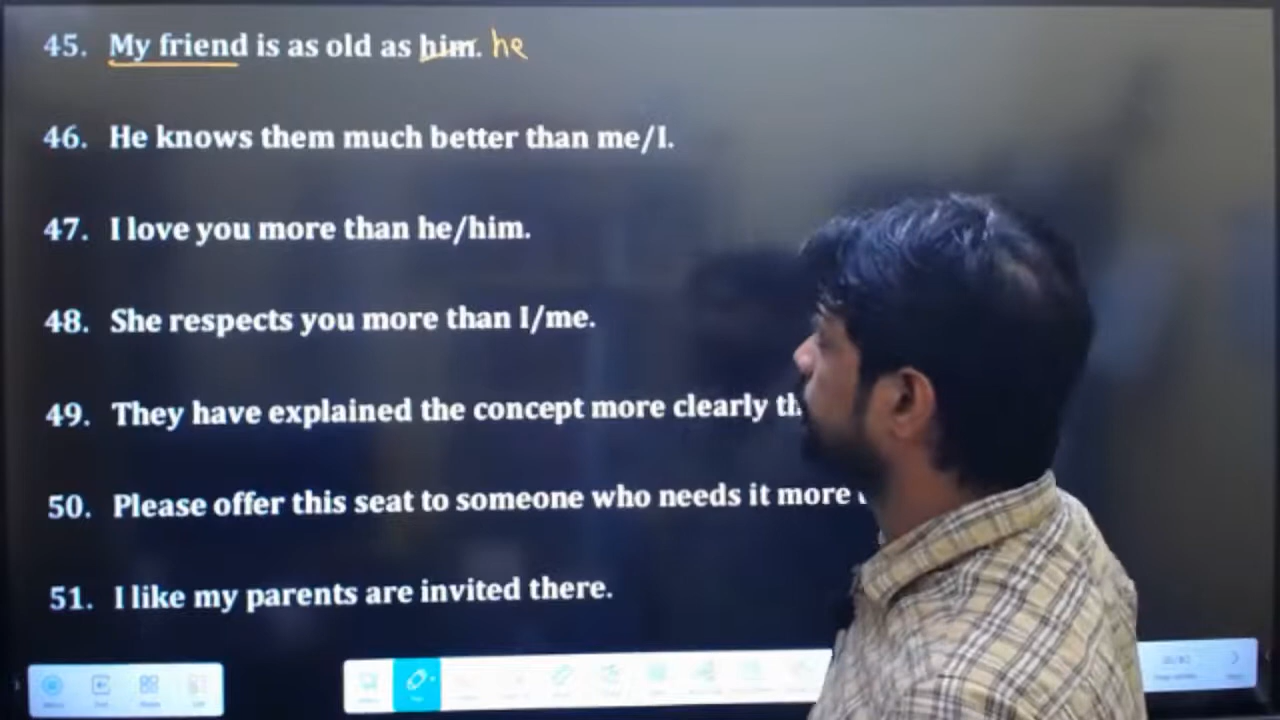 45. My friend is as old as him. he
46. He knows them much better than me/I.
47. I love you more than he/him.
48. She respects you more than I/me.
49. They have explained the concept more clearly
50. Please offer this seat to someone who needs it more
51. I like my parents are invited there.